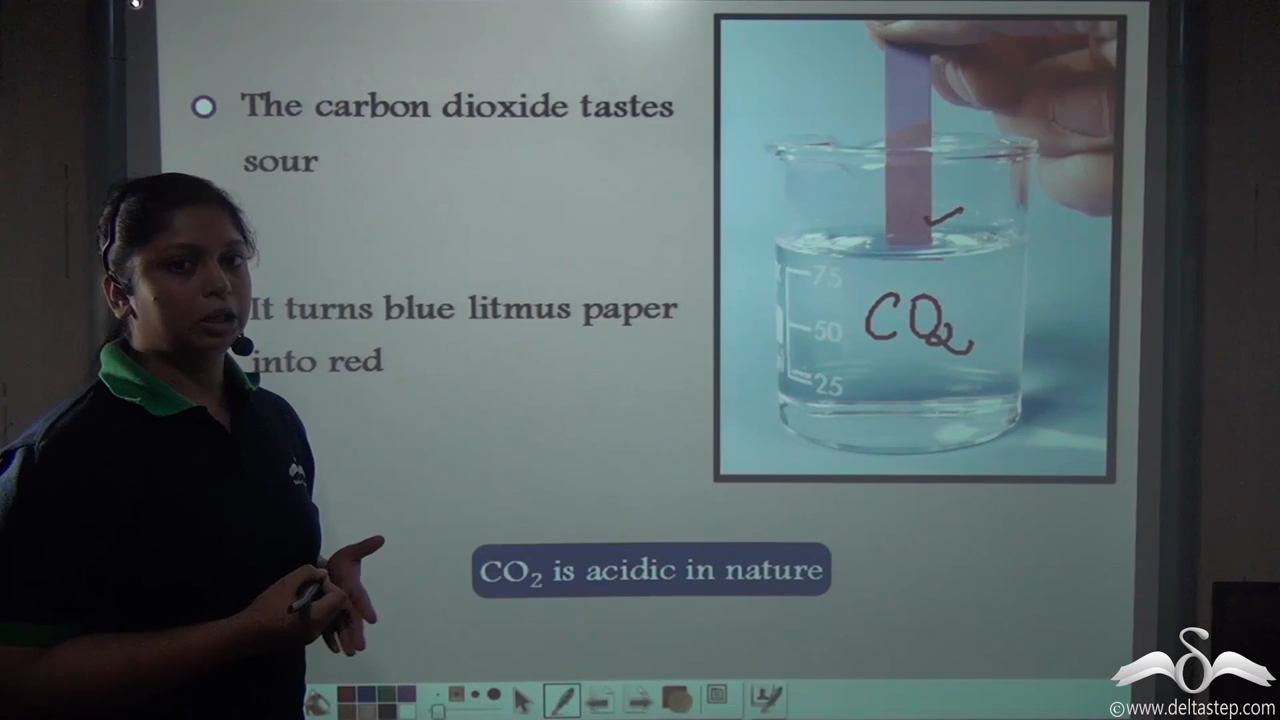 The carbon dioxide tastes
sour
It turns blue litmus paper
into red
75
50
25
CO2
CO₂ is acidic in nature
©www.deltastep.com